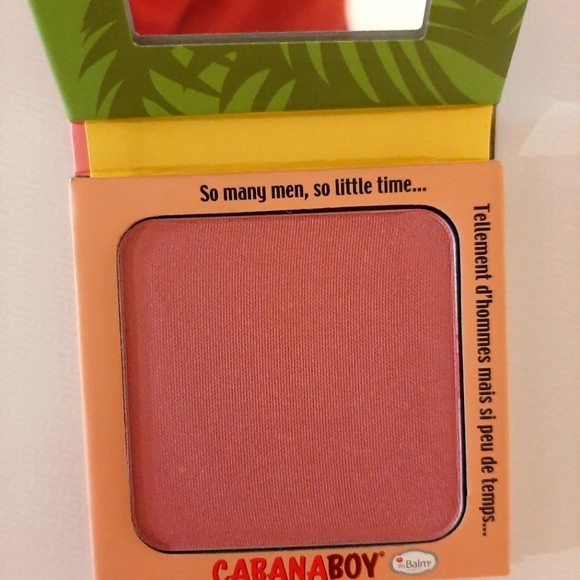 So many men, so little time...
Tellement d'hommes mais si peu de temps...
CABANABOY®
theBalm®